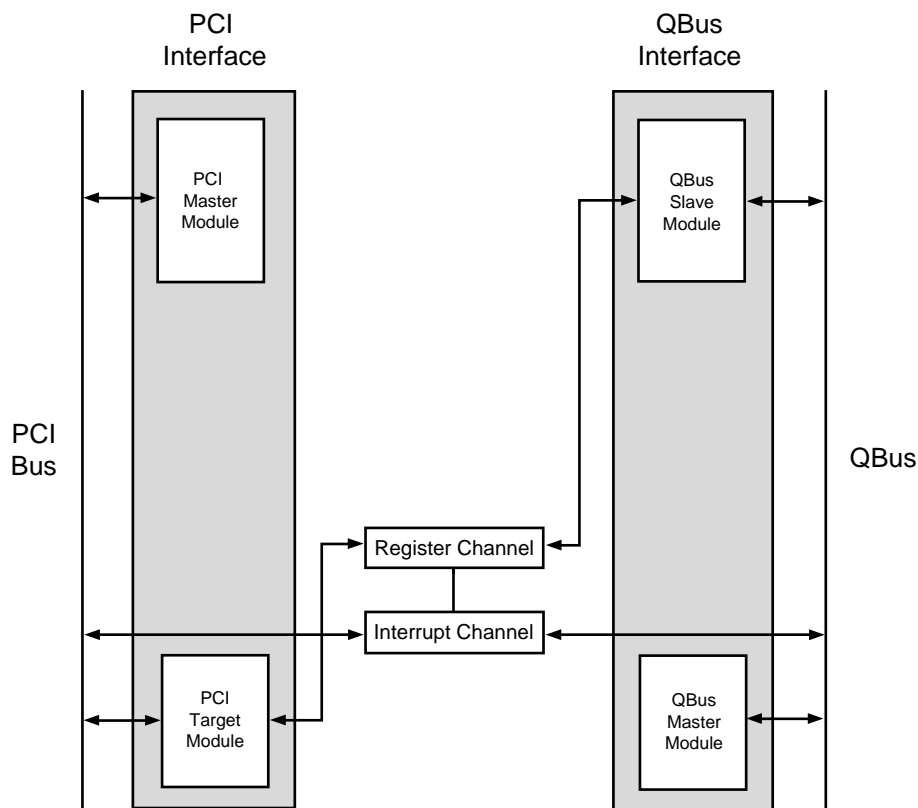 PCI
Interface
QBus
Interface
PCI
Master
Module
QBus
Slave
Module
PCI
Bus
QBus
Register Channel
Interrupt Channel
PCI
Target
Module
QBus
Master
Module